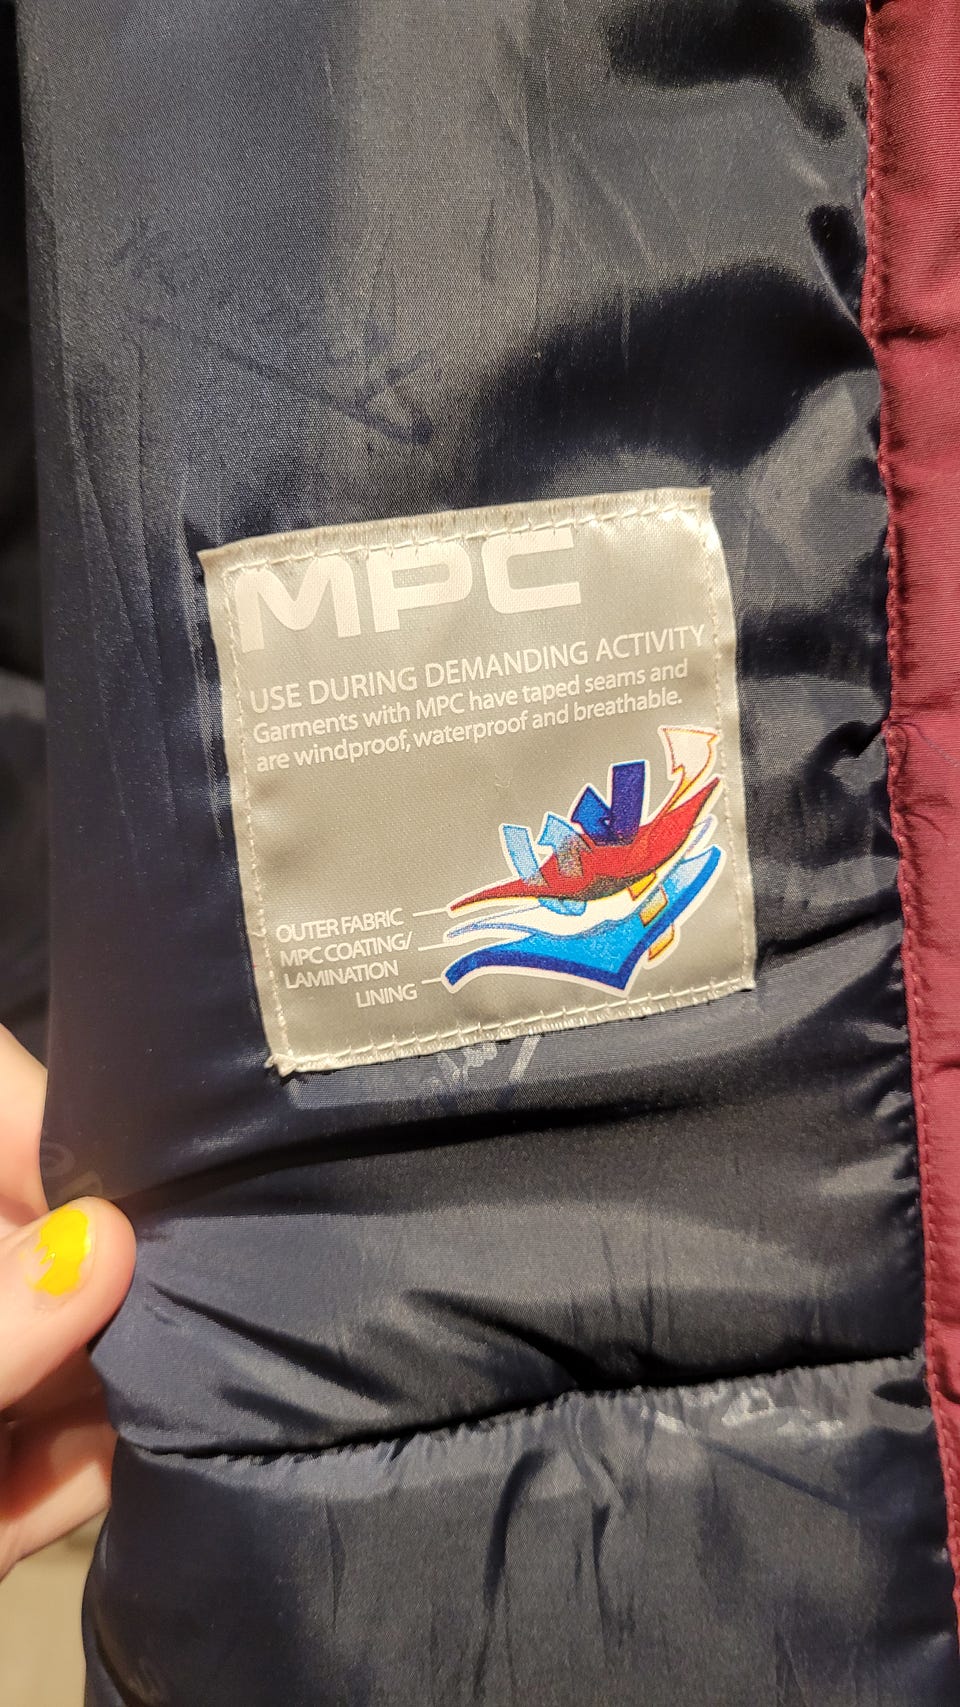 MPC
USE DURING DEMANDING ACTIVITY
Garments with MPC have taped seams and
are windproof, waterproof and breathable.
OUTER FABRIC
MPC COATING/
LAMINATION
LINING